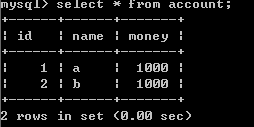 mysql> select * from account;
+------+------+-------+
| id | name | money |
+------+------+-------+
| 1 | a | 1000 |
| 2 | b | 1000 |
+------+------+-------+
2 rows in set (0.00 sec)